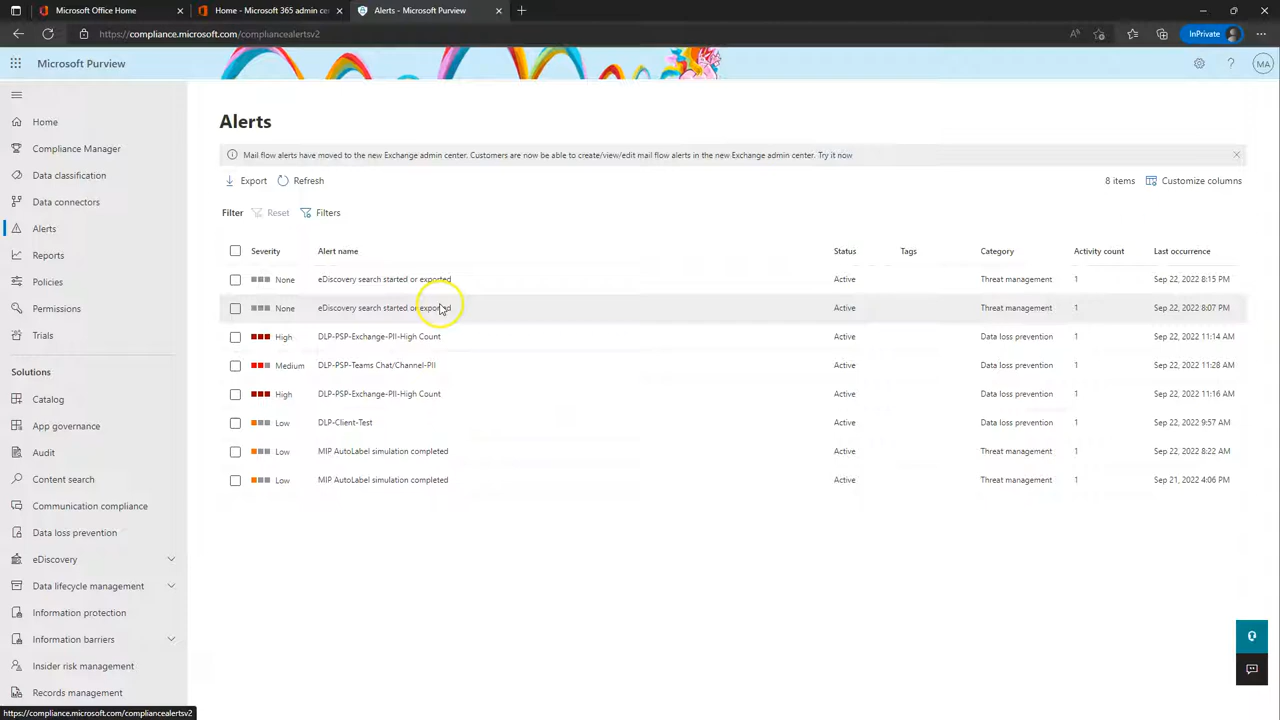 Microsoft Office Home
Home - Microsoft 365 admin cen
Alerts - Microsoft Purview
https://compliance.microsoft.com/compliancealertsv2
InPrivate
Microsoft Purview
MA
Home
Compliance Manager
Data classification
Data connectors
Alerts
Reports
Policies
Permissions
Trials
Solutions
Catalog
App governance
Audit
Content search
Communication compliance
Data loss prevention
eDiscovery
Data lifecycle management
Information protection
Information barriers
Insider risk management
Records management
https://compliance.microsoft.com/compliancealertsv2
Alerts
Mail flow alerts have moved to the new Exchange admin center. Customers are now be able to create/view/edit mail flow alerts in the new Exchange admin center. Try it now
Export Refresh 8 items Customize columns
Filter Reset Filters
Severity Alert name Status Tags Category Activity count Last occurrence
None eDiscovery search started or exported Active Threat management 1 Sep 22, 2022 8:15 PM
None eDiscovery search started or exported Active Threat management 1 Sep 22, 2022 8:07 PM
High DLP-PSP-Exchange-PII-High Count Active Data loss prevention 1 Sep 22, 2022 11:14 AM
Medium DLP-PSP-Teams Chat/Channel-PII Active Data loss prevention 1 Sep 22, 2022 11:28 AM
High DLP-PSP-Exchange-PII-High Count Active Data loss prevention 1 Sep 22, 2022 11:16 AM
Low DLP-Client-Test Active Data loss prevention 1 Sep 22, 2022 9:57 AM
Low MIP AutoLabel simulation completed Active Threat management 1 Sep 22, 2022 8:22 AM
Low MIP AutoLabel simulation completed Active Threat management 1 Sep 21, 2022 4:06 PM